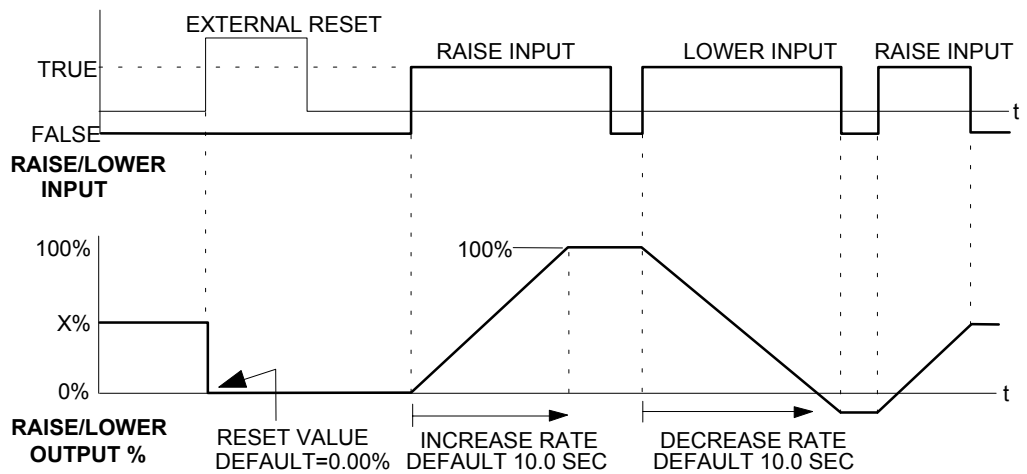 EXTERNAL RESET
RAISE INPUT
LOWER INPUT
RAISE INPUT
TRUE
t
FALSE
RAISE/LOWER
INPUT
100%
100%
X%
0%
t
RAISE/LOWER
OUTPUT %
RESET VALUE
DEFAULT=0.00%
INCREASE RATE
DEFAULT 10.0 SEC
DECREASE RATE
DEFAULT 10.0 SEC